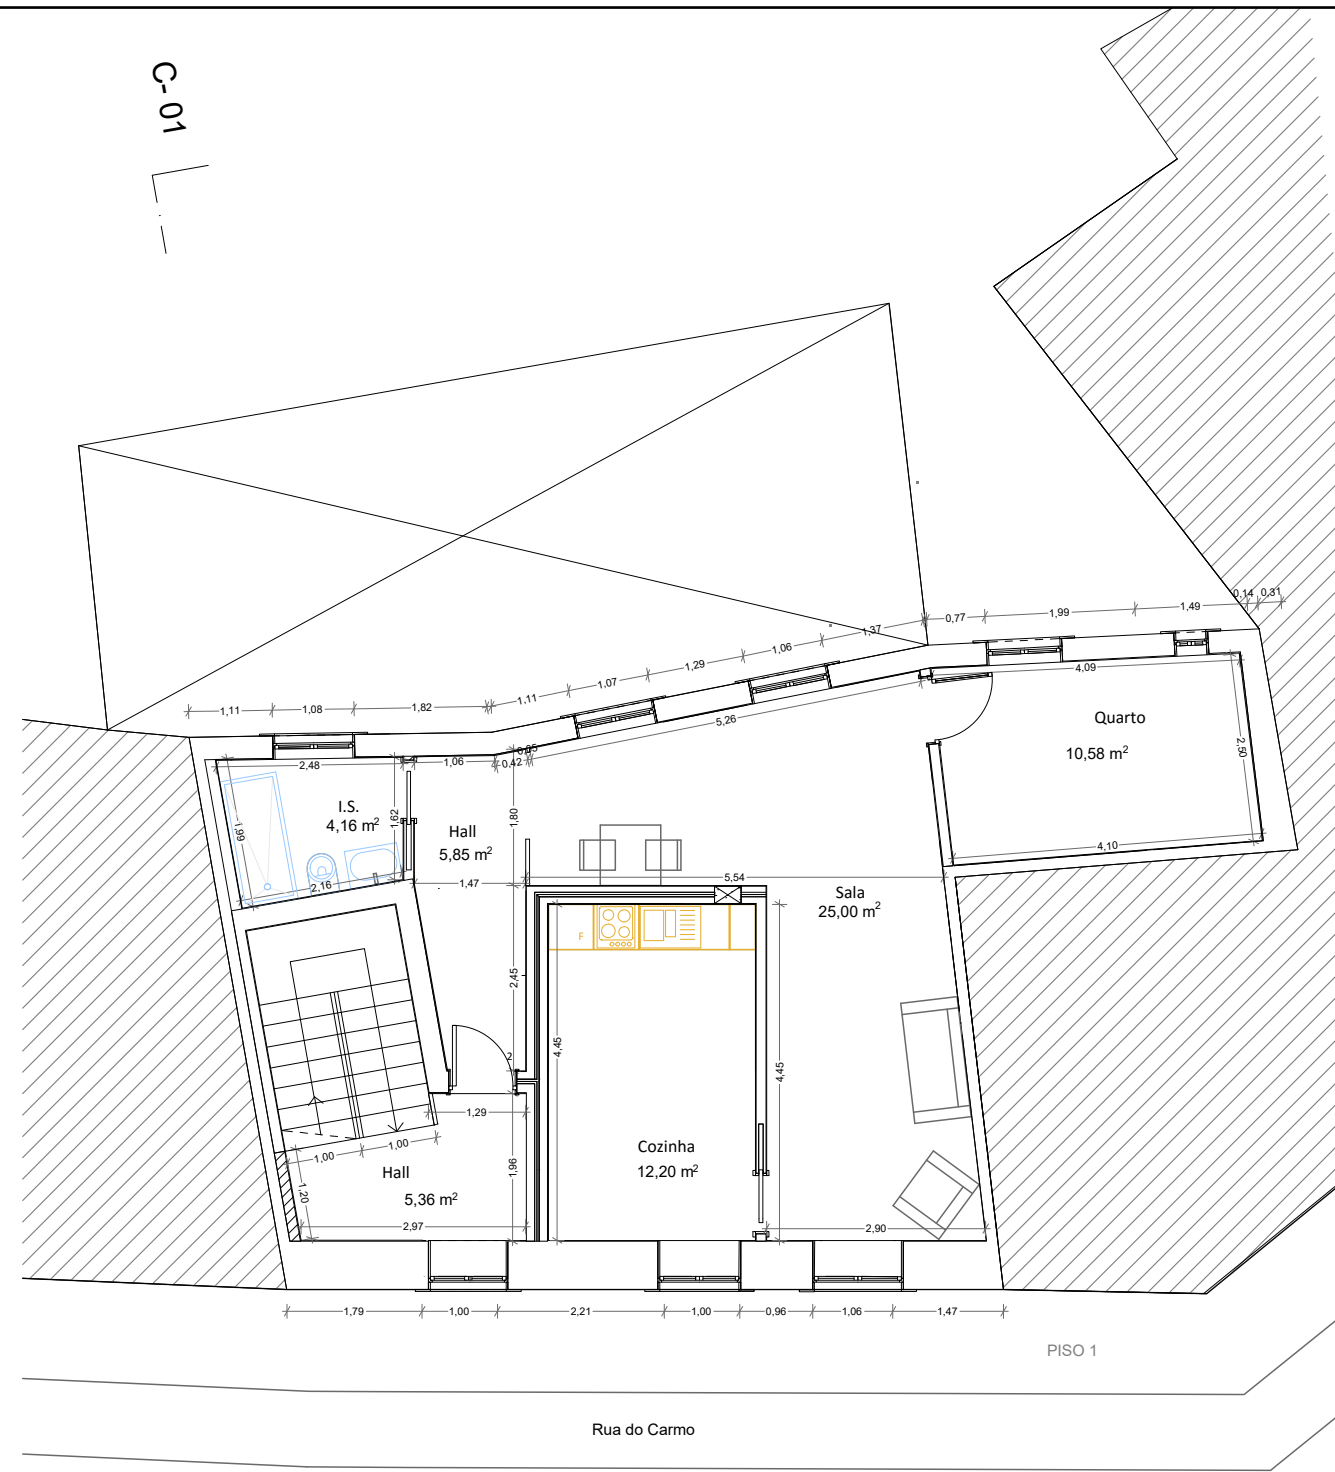 C- 01
0,14 0,31
0,77 1,99 1,49
1,37
1,06
1,29
1,07
1,11
1,11 1,08 1,82
4,09
5,26
Quarto
10,58 m²
2,50
4,10
2,48 1,06 0,42
I.S.
4,16 m²
1,99
1,62
2,16
Hall
5,85 m²
1,80
1,47
5,54
Sala
25,00 m²
F
2,45
4,45
4,45
2
1,29
1,00 1,00
Hall
5,36 m²
1,20
1,96
2,97
Cozinha
12,20 m²
2,90
1,79 1,00 2,21 1,00 0,96 1,06 1,47
PISO 1
Rua do Carmo